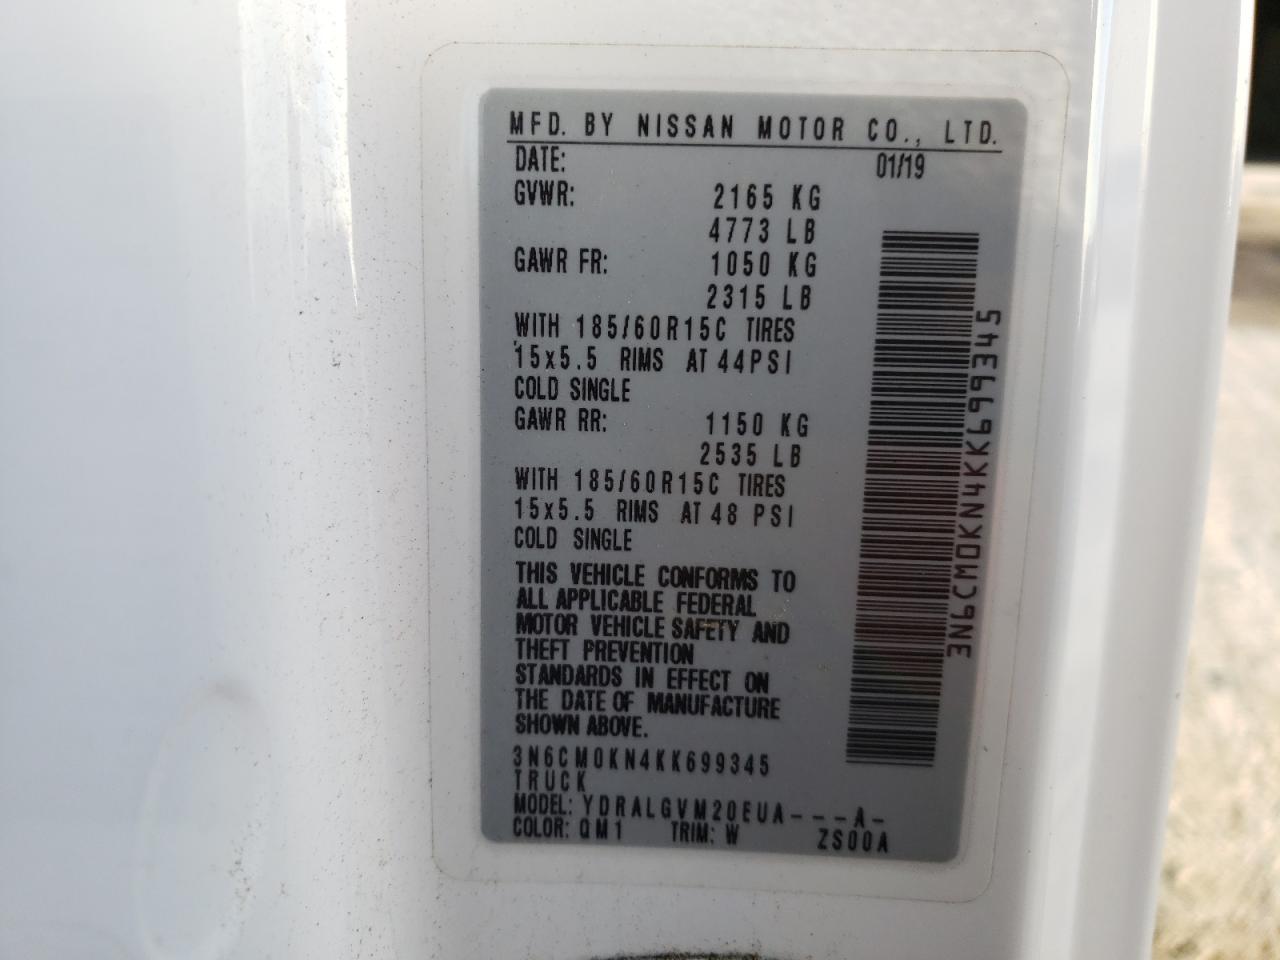 MFD. BY NISSAN MOTOR CO., LTD.
DATE: 01/19
GVWR: 2165 KG
4773 LB
GAWR FR: 1050 KG
2315 LB
WITH 185/60R15C TIRES
15x5.5 RIMS AT 44PSI
COLD SINGLE
GAWR RR: 1150 KG
2535 LB
WITH 185/60R15C TIRES
15x5.5 RIMS AT 48 PSI
COLD SINGLE
THIS VEHICLE CONFORMS TO
ALL APPLICABLE FEDERAL
MOTOR VEHICLE SAFETY AND
THEFT PREVENTION
STANDARDS IN EFFECT ON
THE DATE OF MANUFACTURE
SHOWN ABOVE.
3N6CM0KN4KK699345
TRUCK
MODEL: YDRALGVM20EUA---A-
COLOR: QM1 TRIM: W ZS00A
3N6CM0KN4KK699345